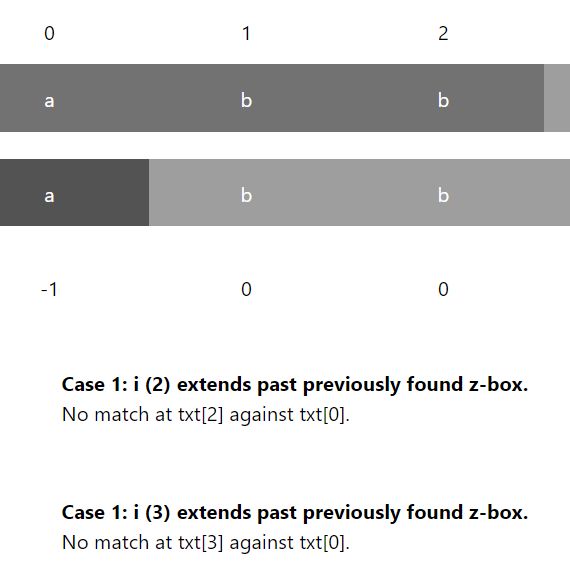 0 1 2
a b b
a b b
-1 0 0
Case 1: i (2) extends past previously found z-box.
No match at txt[2] against txt[0].
Case 1: i (3) extends past previously found z-box.
No match at txt[3] against txt[0].